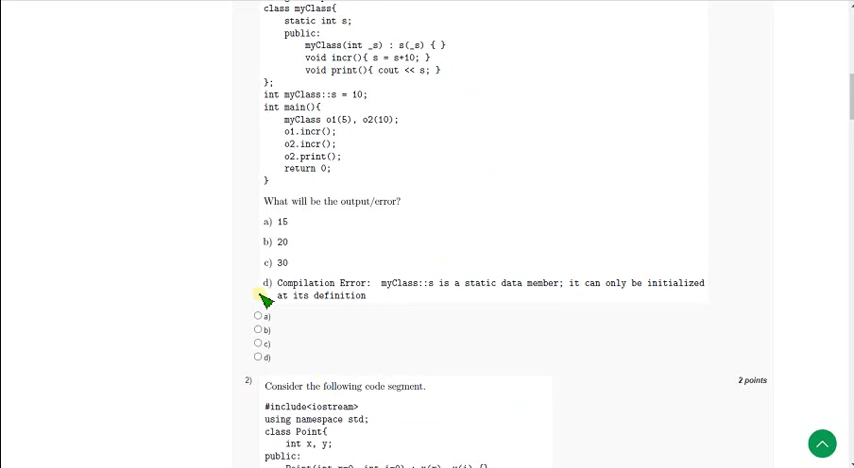 class myClass{
static int s;
public:
myClass(int _s) : s(_s) { }
void incr(){ s = s+10; }
void print(){ cout << s; }
};
int myClass::s = 10;
int main(){
myClass o1(5), o2(10);
o1.incr();
o2.incr();
o2.print();
return 0;
}
What will be the output/error?
a) 15
b) 20
c) 30
d) Compilation Error: myClass::s is a static data member; it can only be initialized
at its definition
a)
b)
c)
d)
2) Consider the following code segment. 2 points
#include<iostream>
using namespace std;
class Point{
int x, y;
public: